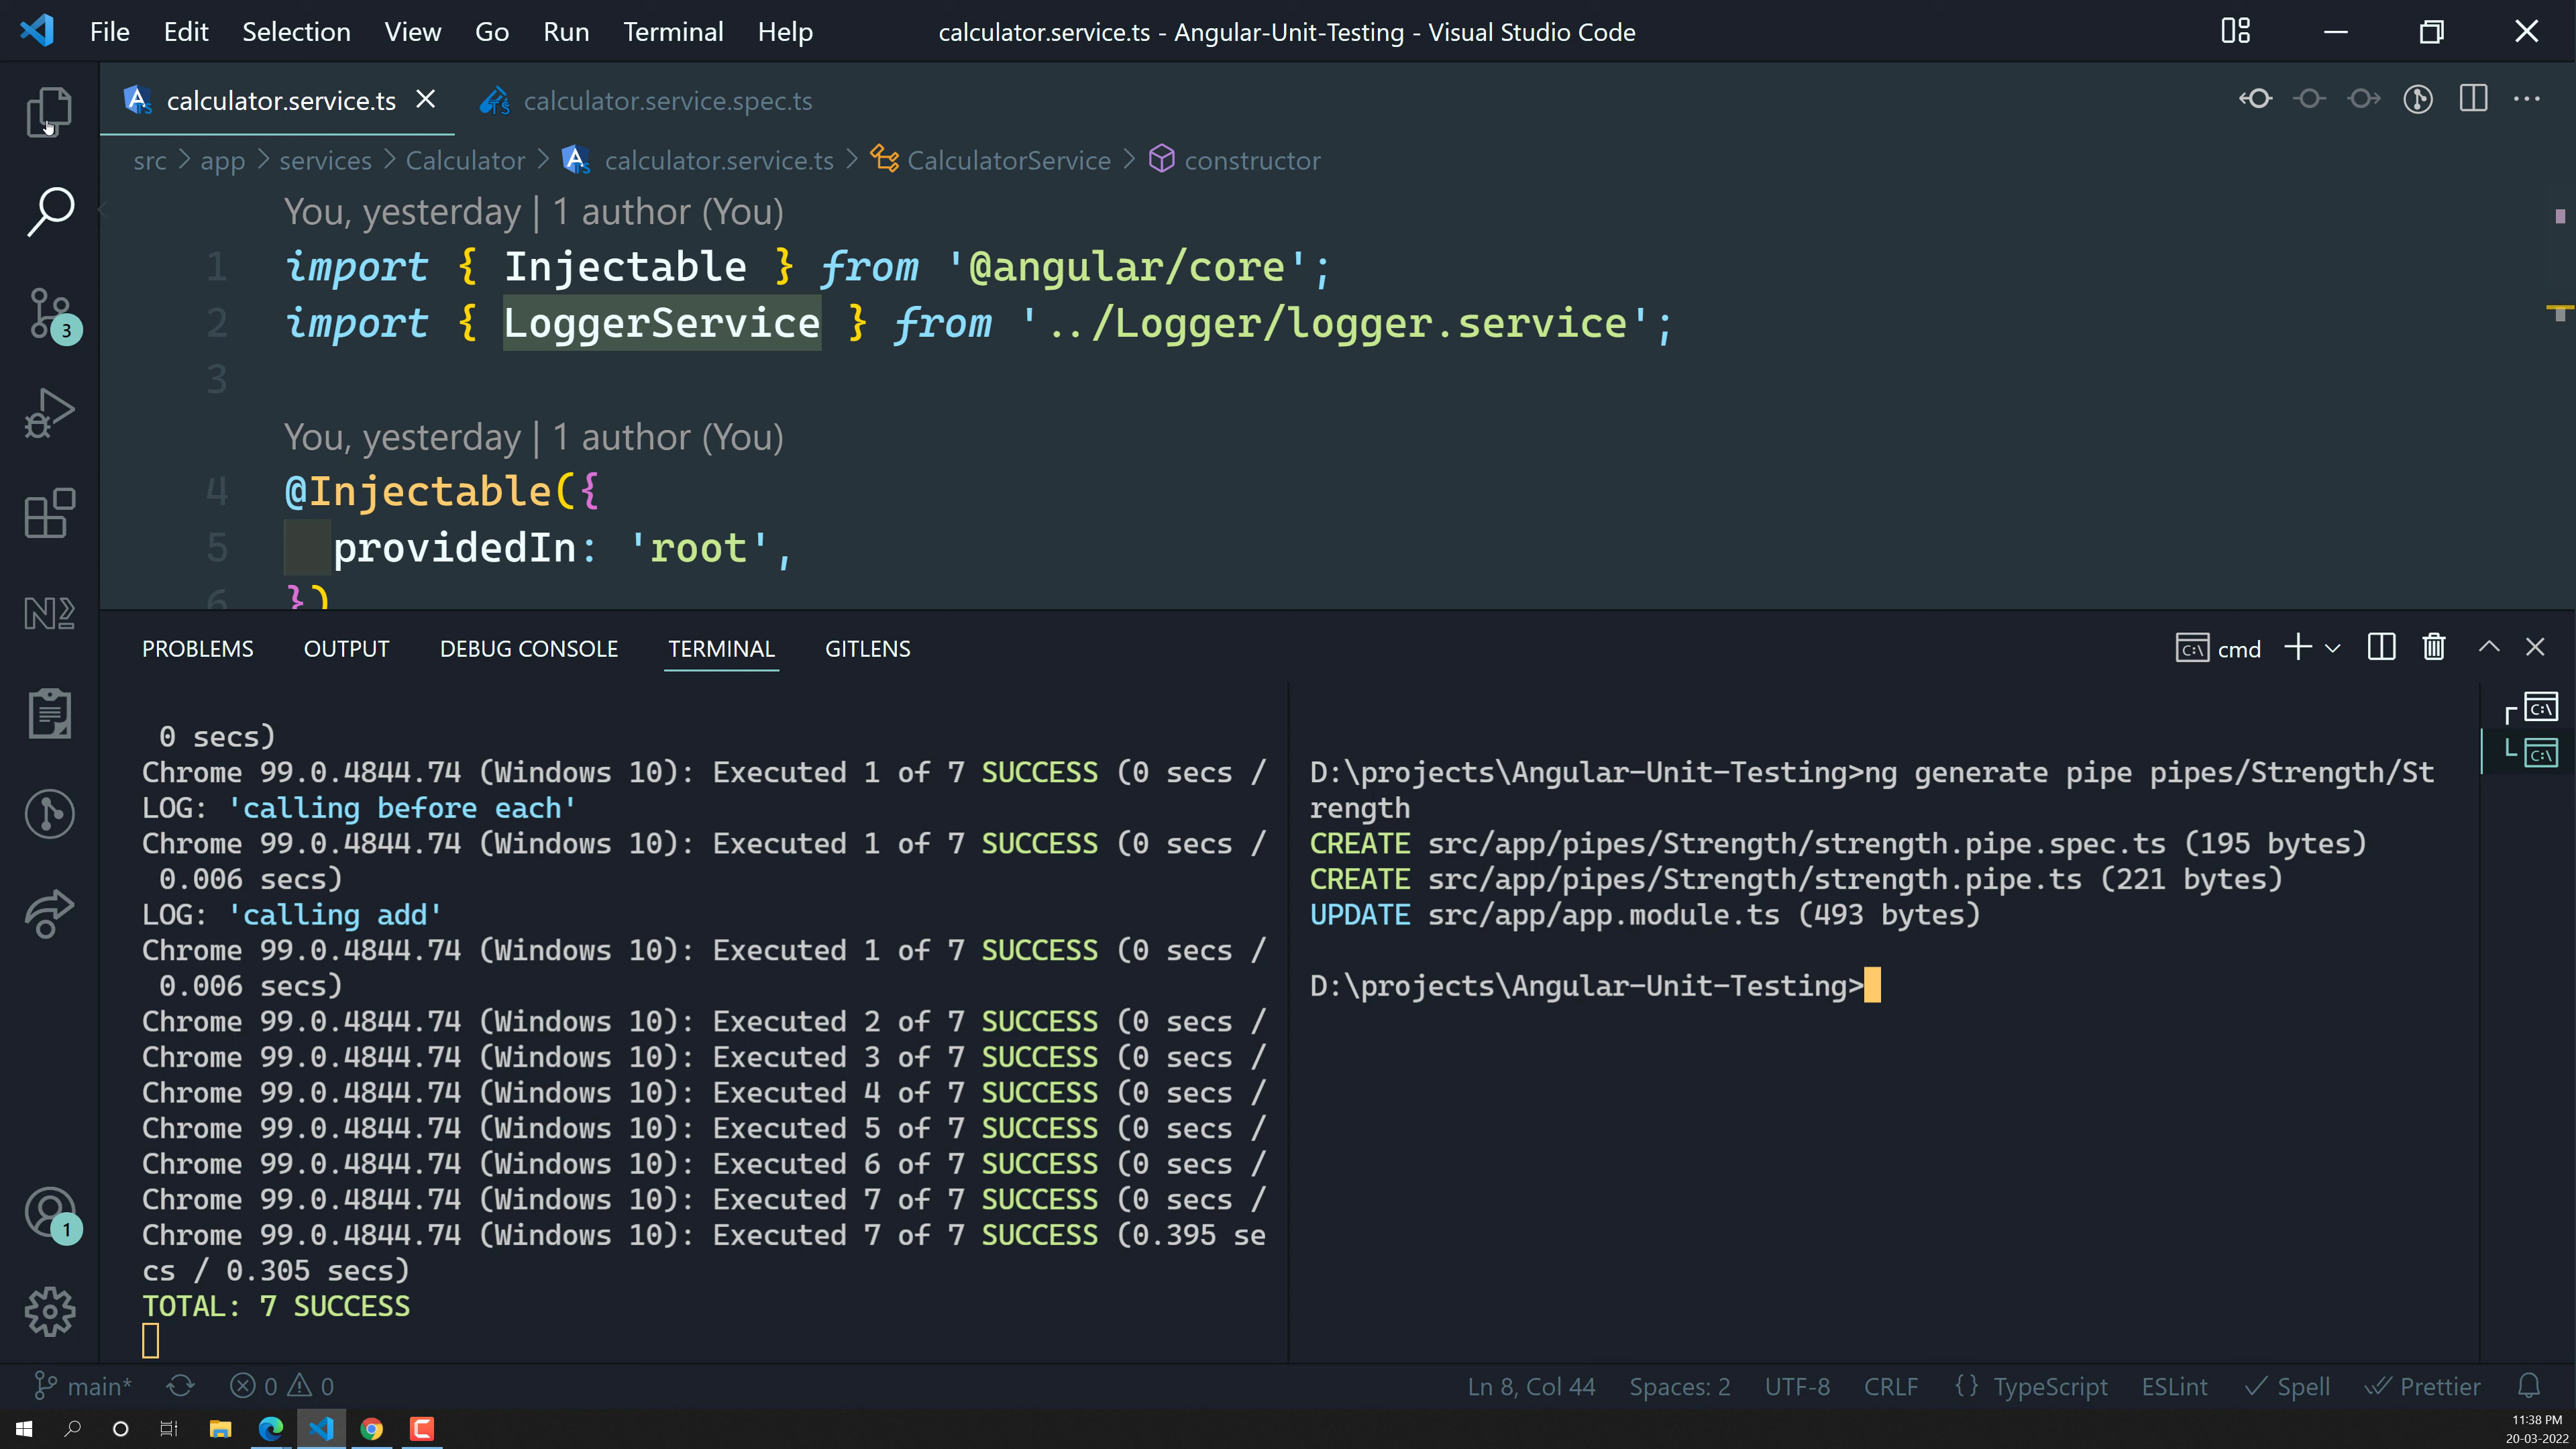 File Edit Selection View Go Run Terminal Help
calculator.service.ts - Angular-Unit-Testing - Visual Studio Code
calculator.service.ts
calculator.service.spec.ts
src > app > services > Calculator > calculator.service.ts > CalculatorService > constructor
You, yesterday | 1 author (You)
1 import { Injectable } from '@angular/core';
2 import { LoggerService } from '../Logger/logger.service';
3
You, yesterday | 1 author (You)
4 @Injectable({
5 providedIn: 'root',
6 })
3
1
PROBLEMS OUTPUT DEBUG CONSOLE TERMINAL GITLENS
cmd
0 secs)
Chrome 99.0.4844.74 (Windows 10): Executed 1 of 7 SUCCESS (0 secs /
LOG: 'calling before each'
Chrome 99.0.4844.74 (Windows 10): Executed 1 of 7 SUCCESS (0 secs /
0.006 secs)
LOG: 'calling add'
Chrome 99.0.4844.74 (Windows 10): Executed 1 of 7 SUCCESS (0 secs /
0.006 secs)
Chrome 99.0.4844.74 (Windows 10): Executed 2 of 7 SUCCESS (0 secs /
Chrome 99.0.4844.74 (Windows 10): Executed 3 of 7 SUCCESS (0 secs /
Chrome 99.0.4844.74 (Windows 10): Executed 4 of 7 SUCCESS (0 secs /
Chrome 99.0.4844.74 (Windows 10): Executed 5 of 7 SUCCESS (0 secs /
Chrome 99.0.4844.74 (Windows 10): Executed 6 of 7 SUCCESS (0 secs /
Chrome 99.0.4844.74 (Windows 10): Executed 7 of 7 SUCCESS (0 secs /
Chrome 99.0.4844.74 (Windows 10): Executed 7 of 7 SUCCESS (0.395 se
cs / 0.305 secs)
TOTAL: 7 SUCCESS
D:\projects\Angular-Unit-Testing>ng generate pipe pipes/Strength/St
rength
CREATE src/app/pipes/Strength/strength.pipe.spec.ts (195 bytes)
CREATE src/app/pipes/Strength/strength.pipe.ts (221 bytes)
UPDATE src/app/app.module.ts (493 bytes)
D:\projects\Angular-Unit-Testing>
main* 0 0
Ln 8, Col 44 Spaces: 2 UTF-8 CRLF {} TypeScript ESLint Spell Prettier
11:38 PM
20-03-2022